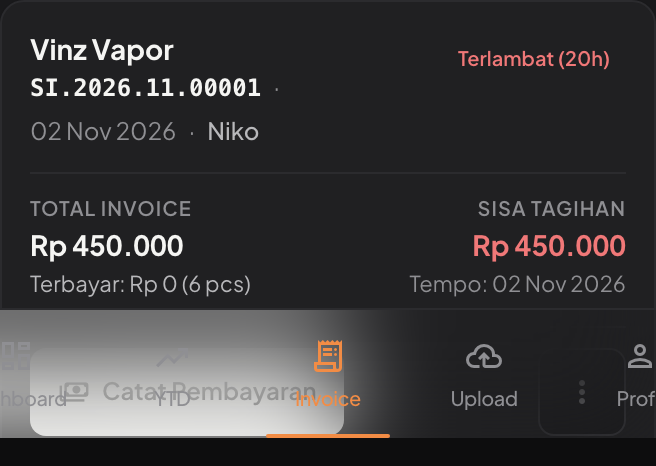 Vinz Vapor
Terlambat (20h)
SI.2026.11.00001 ·
02 Nov 2026 · Niko
TOTAL INVOICE
SISA TAGIHAN
Rp 450.000
Rp 450.000
Terbayar: Rp 0 (6 pcs)
Tempo: 02 Nov 2026
Catat Pembayaran
hboard
YTD
Invoice
Upload
Prof